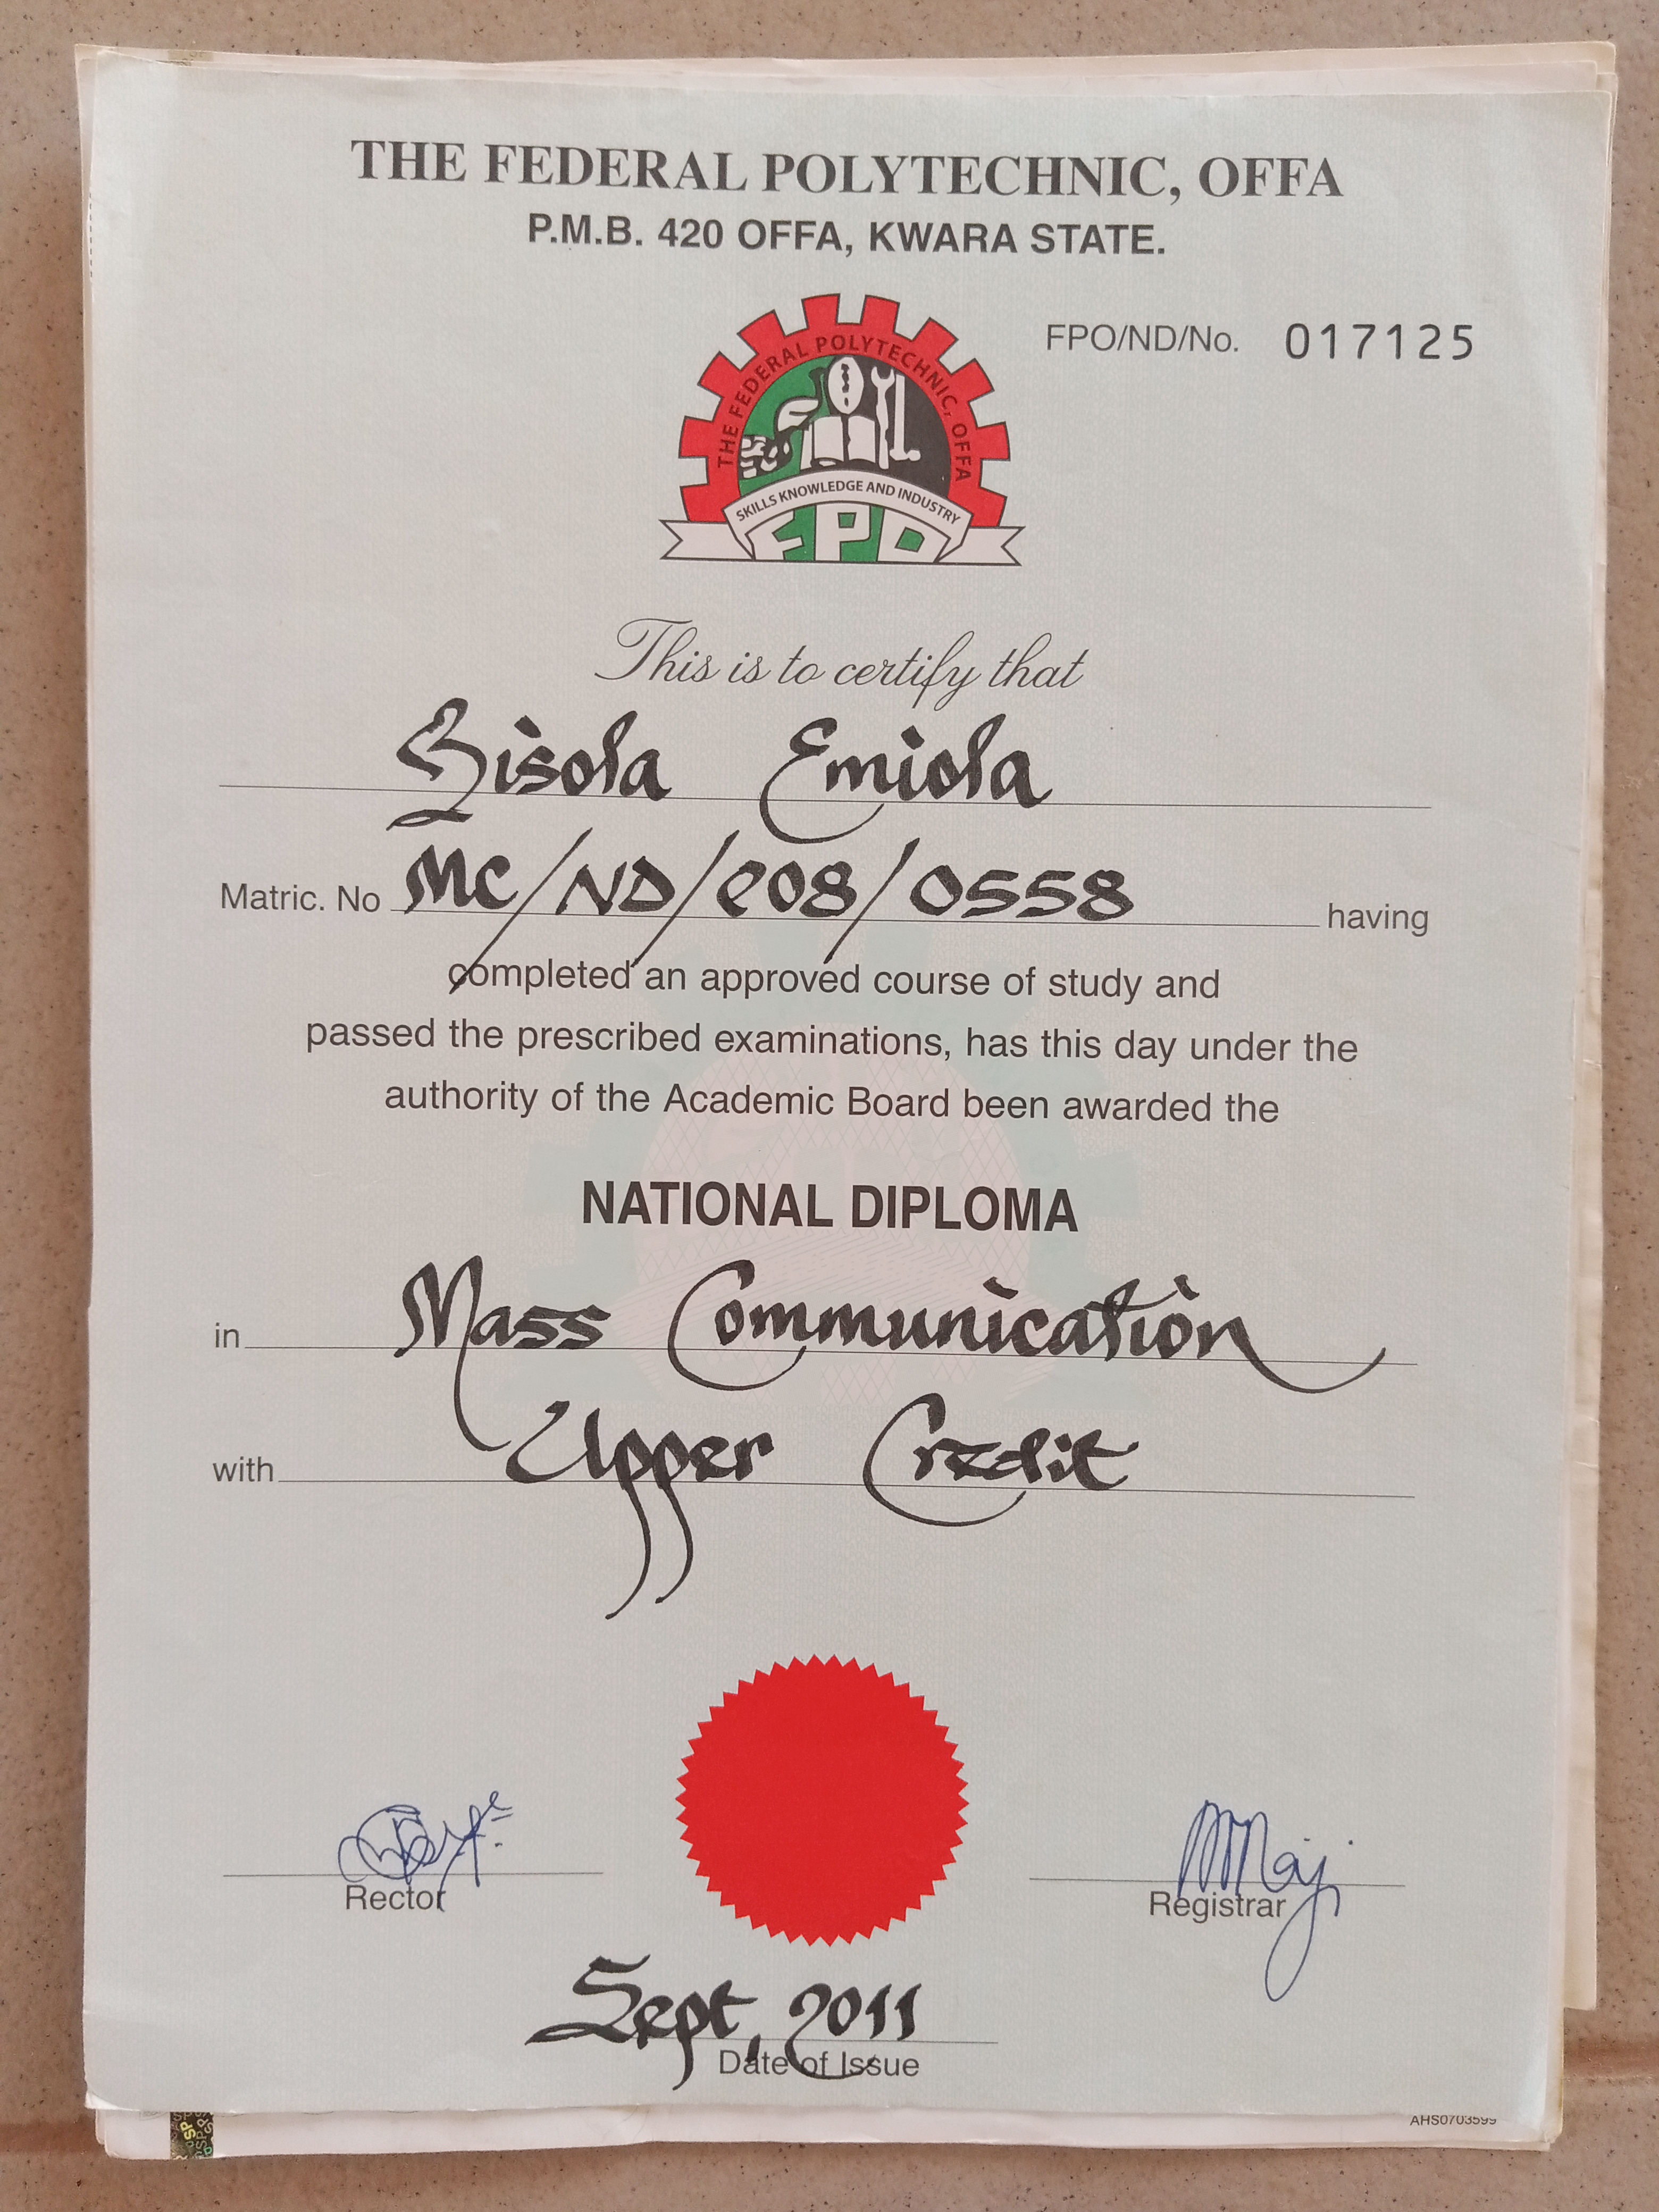 THE FEDERAL POLYTECHNIC, OFFA
P.M.B. 420 OFFA, KWARA STATE.
FPO/ND/No. 017125
THE FEDERAL POLYTECHNIC, OFFA
SKILLS KNOWLEDGE AND INDUSTRY
FPO
This is to certify that
Bisola Emiola
Matric. No MC/ND/E08/0558 having
completed an approved course of study and
passed the prescribed examinations, has this day under the
authority of the Academic Board been awarded the
NATIONAL DIPLOMA
in Mass Communication
with Upper Credit
Rector
Registrar
Sept, 2011
Date of Issue
AHS0703599